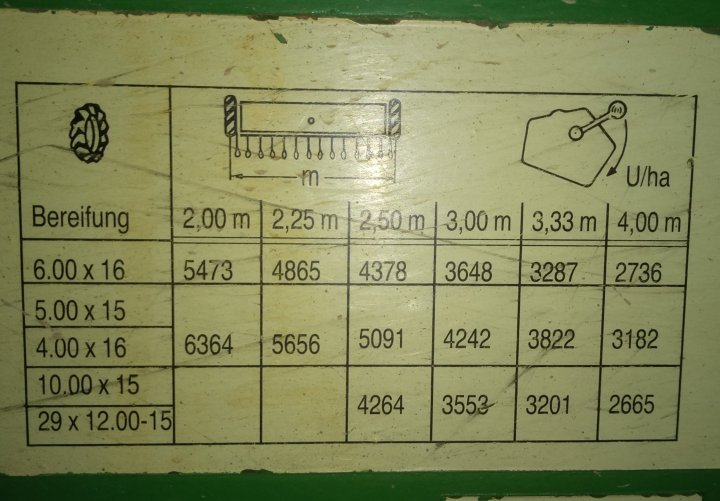 m
U/ha
Bereifung 2,00 m 2,25 m 2,50 m 3,00 m 3,33 m 4,00 m
6.00 x 16 5473 4865 4378 3648 3287 2736
5.00 x 15
4.00 x 16 6364 5656 5091 4242 3822 3182
10.00 x 15
29 x 12.00-15 4264 3553 3201 2665